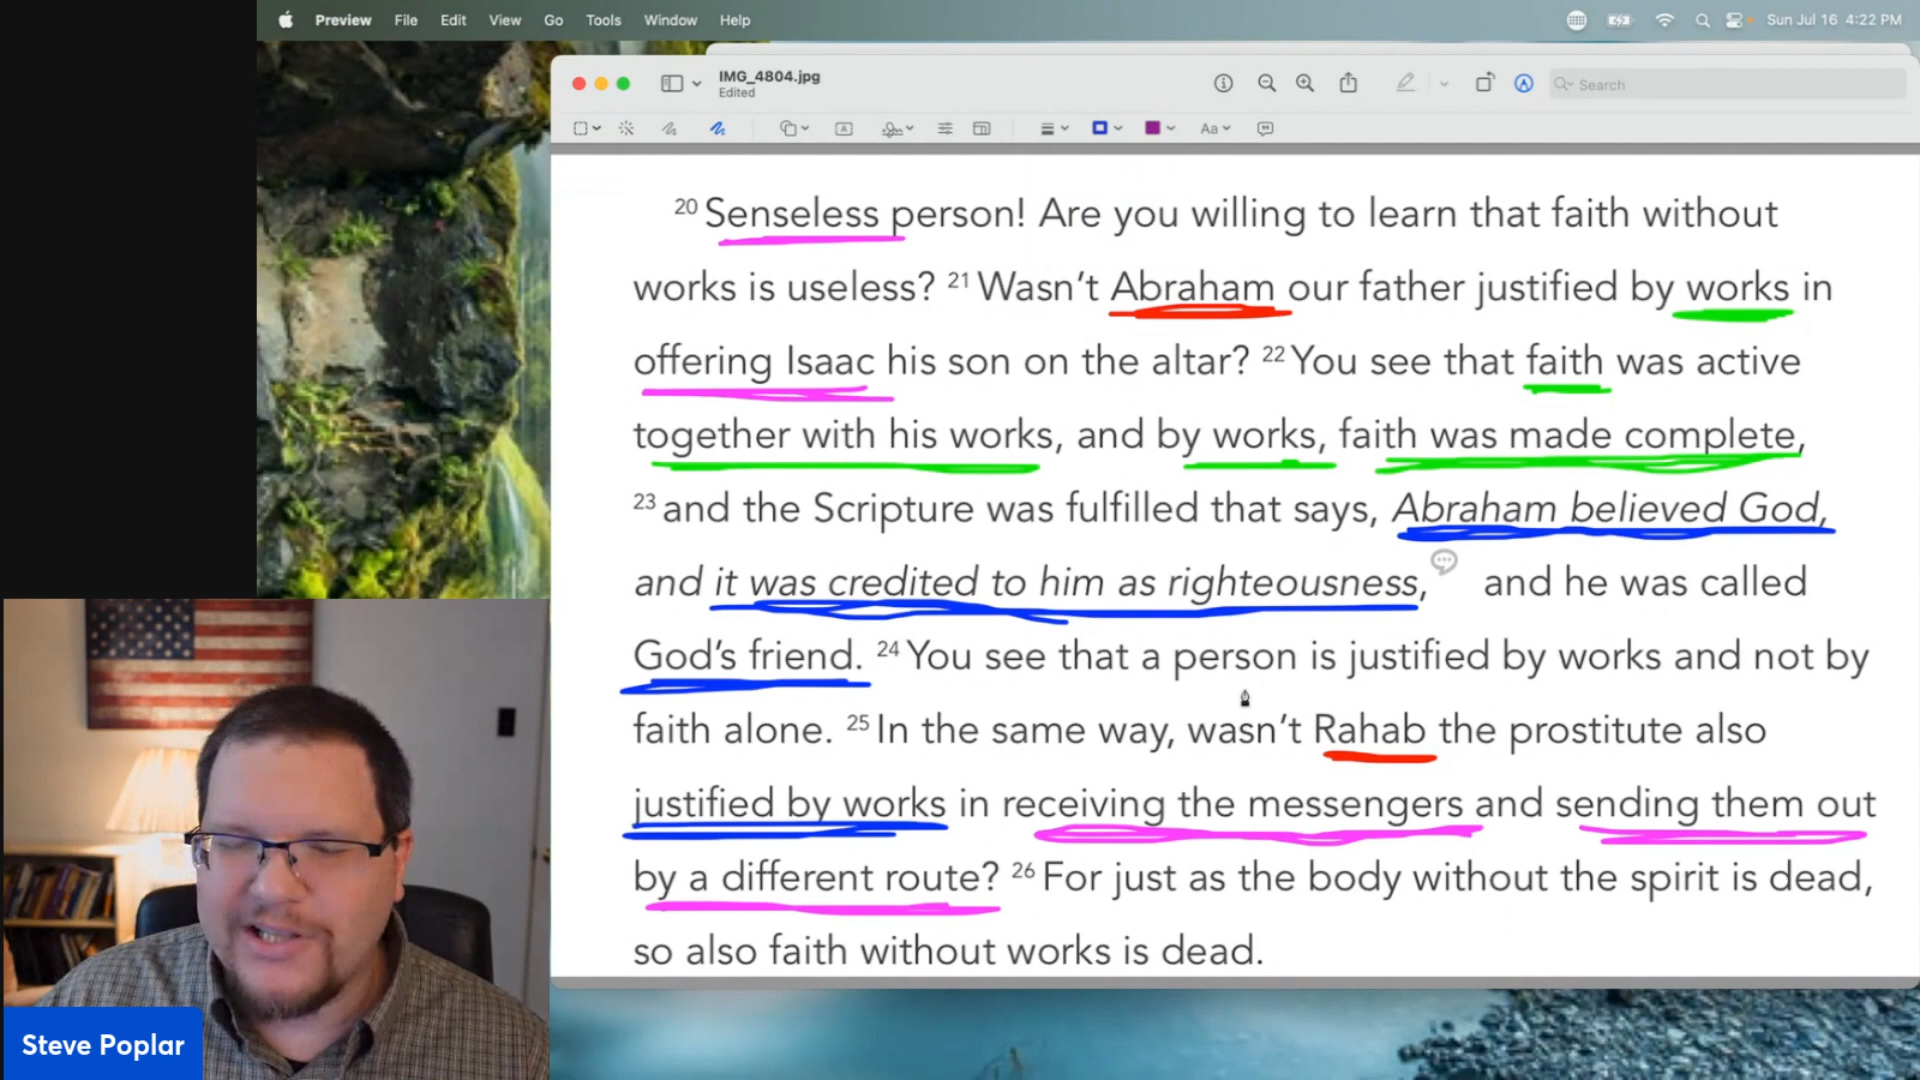 Preview File Edit View Go Tools Window Help
Sun Jul 16 4:22 PM
IMG_4804.jpg
Edited
Search
Aa
20 Senseless person! Are you willing to learn that faith without
works is useless? 21 Wasn't Abraham our father justified by works in
offering Isaac his son on the altar? 22 You see that faith was active
together with his works, and by works, faith was made complete,
23 and the Scripture was fulfilled that says, Abraham believed God,
and it was credited to him as righteousness, and he was called
God's friend. 24 You see that a person is justified by works and not by
faith alone. 25 In the same way, wasn't Rahab the prostitute also
justified by works in receiving the messengers and sending them out
by a different route? 26 For just as the body without the spirit is dead,
so also faith without works is dead.
Steve Poplar